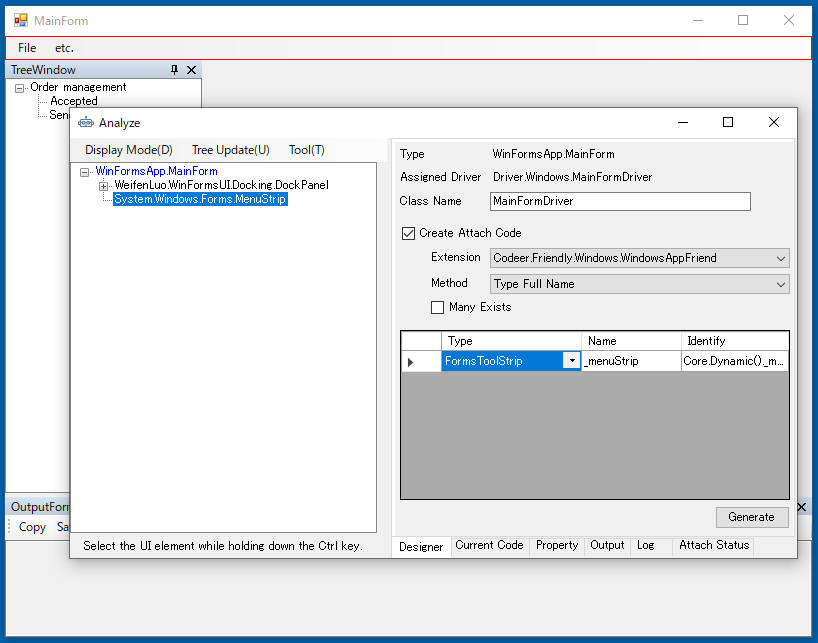 MainForm
File etc.
TreeWindow
Order management
Accepted
Analyze
Display Mode(D) Tree Update(U) Tool(T)
WinFormsApp.MainForm
WeifenLuo.WinFormsUI.Docking.DockPanel
System.Windows.Forms.MenuStrip
Type WinFormsApp.MainForm
Assigned Driver Driver.Windows.MainFormDriver
Class Name MainFormDriver
Create Attach Code
Extension Codeer.Friendly.Windows.WindowsAppFriend
Method Type Full Name
Many Exists
Type Name Identify
FormsToolStrip _menuStrip Core.Dynamic()._m...
Generate
Select the UI element while holding down the Ctrl key.
Designer Current Code Property Output Log Attach Status
OutputForm
Copy